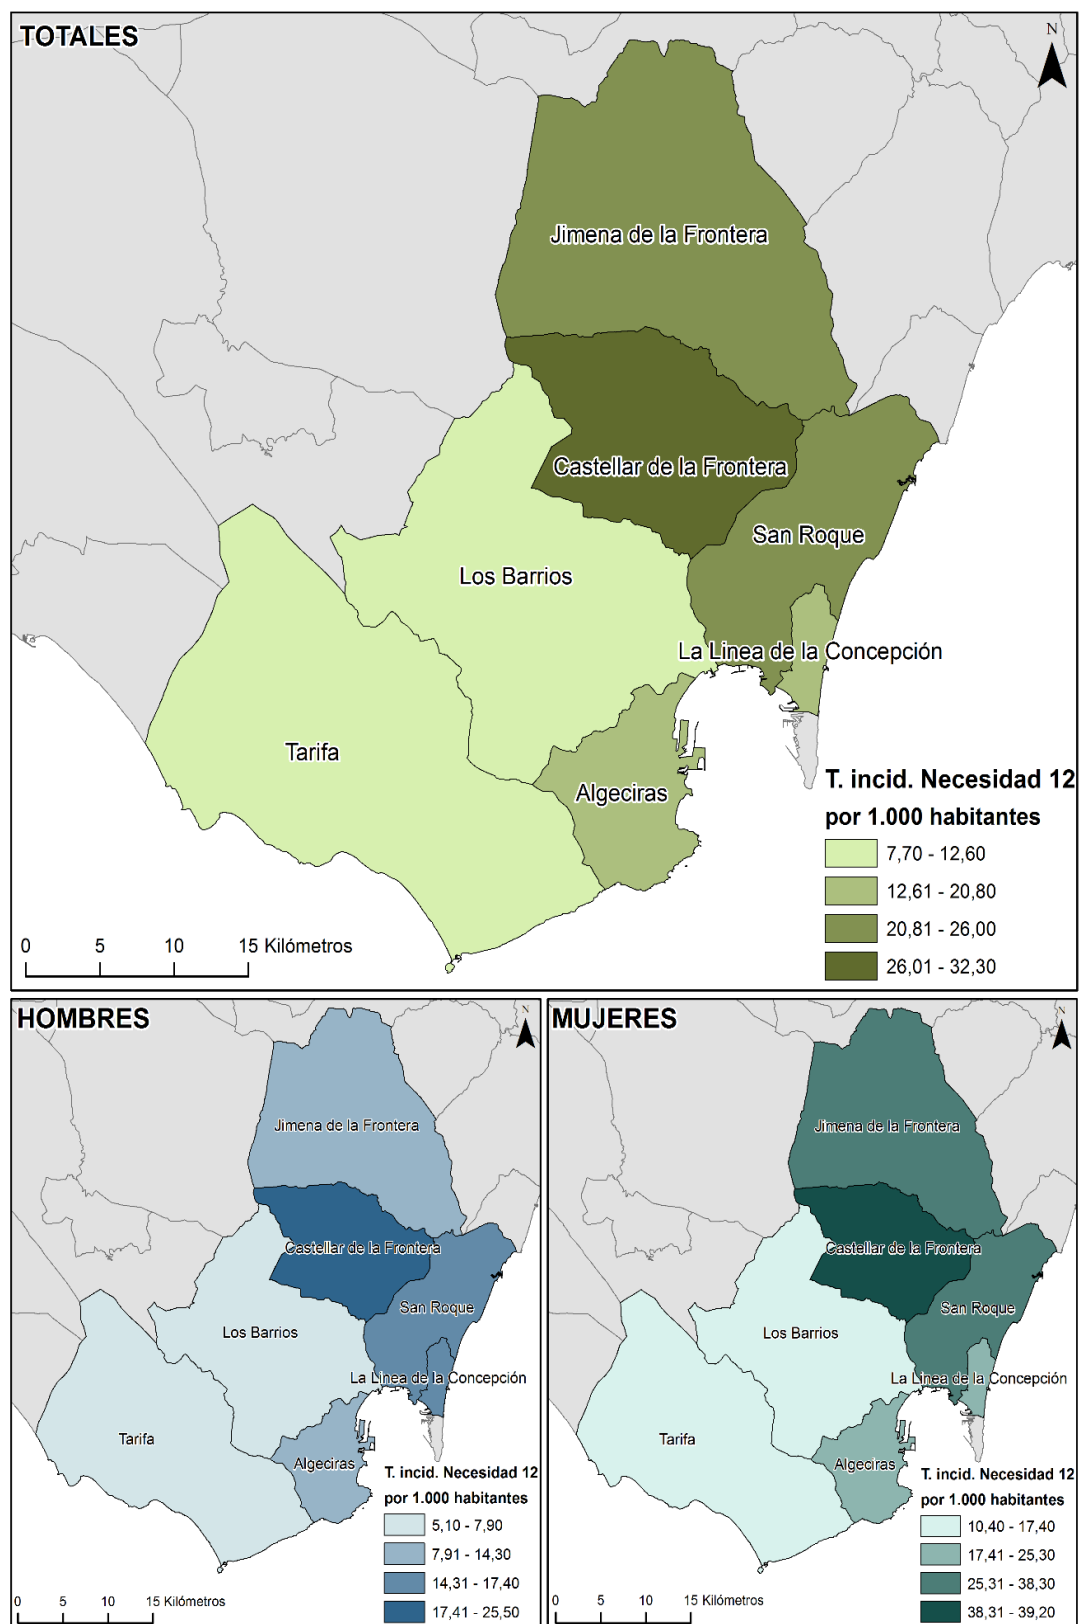 TOTALES
N
Jimena de la Frontera
Castellar de la Frontera
San Roque
Los Barrios
La Linea de la Concepción
Tarifa
Algeciras
T. incid. Necesidad 12
por 1.000 habitantes
7,70 - 12,60
12,61 - 20,80
20,81 - 26,00
26,01 - 32,30
0 5 10 15 Kilómetros
HOMBRES
N
Jimena de la Frontera
Castellar de la Frontera
San Roque
Los Barrios
La Linea de la Concepción
Tarifa
Algeciras
T. incid. Necesidad 12
por 1.000 habitantes
5,10 - 7,90
7,91 - 14,30
14,31 - 17,40
17,41 - 25,50
0 5 10 15 Kilómetros
MUJERES
N
Jimena de la Frontera
Castellar de la Frontera
San Roque
Los Barrios
La Linea de la Concepción
Tarifa
Algeciras
T. incid. Necesidad 12
por 1.000 habitantes
10,40 - 17,40
17,41 - 25,30
25,31 - 38,30
38,31 - 39,20
0 5 10 15 Kilómetros